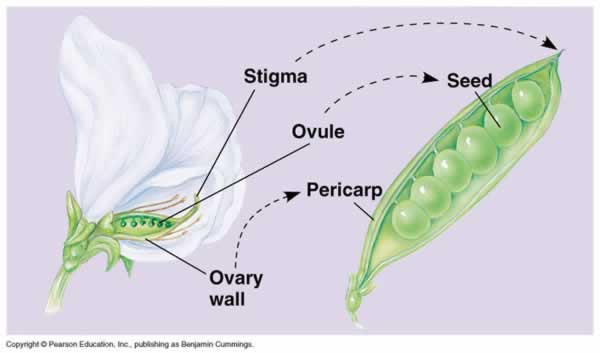 Stigma
Seed
Ovule
Pericarp
Ovary
wall
Copyright © Pearson Education, Inc., publishing as Benjamin Cummings.